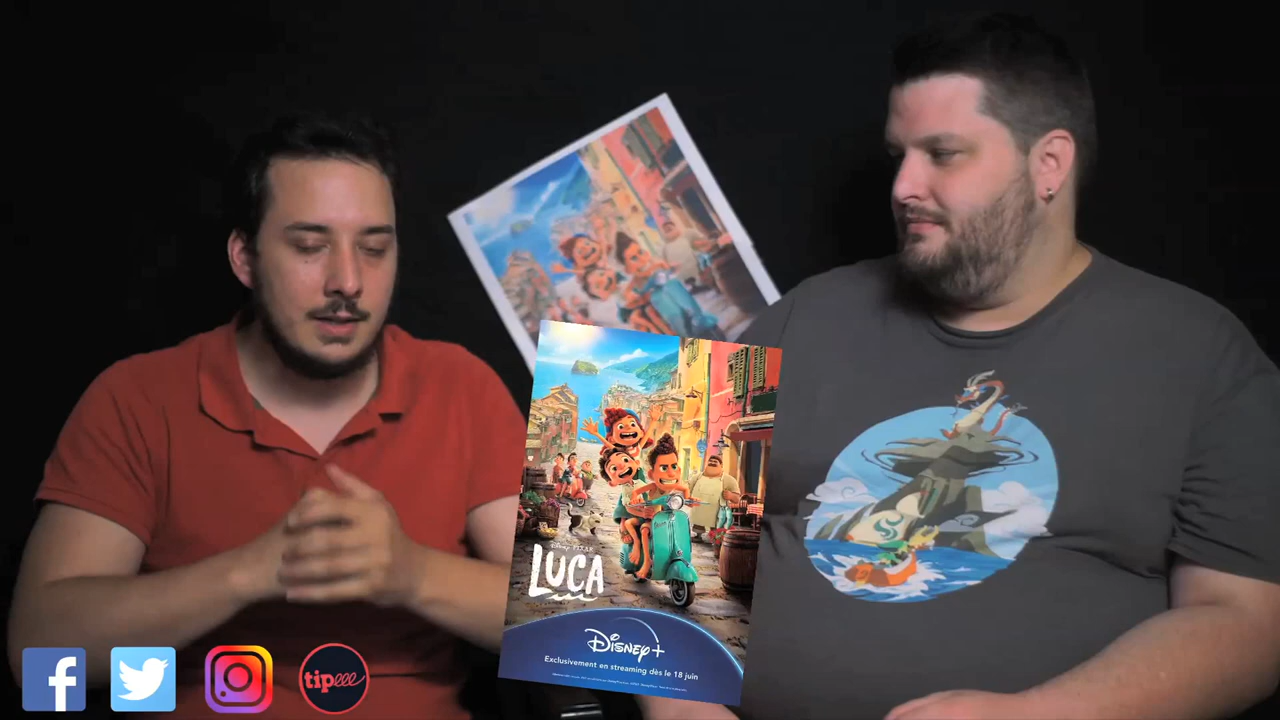 DISNEY PIXAR
LUCA
Disney+
Exclusivement en streaming dès le 18 juin
f
tipeee